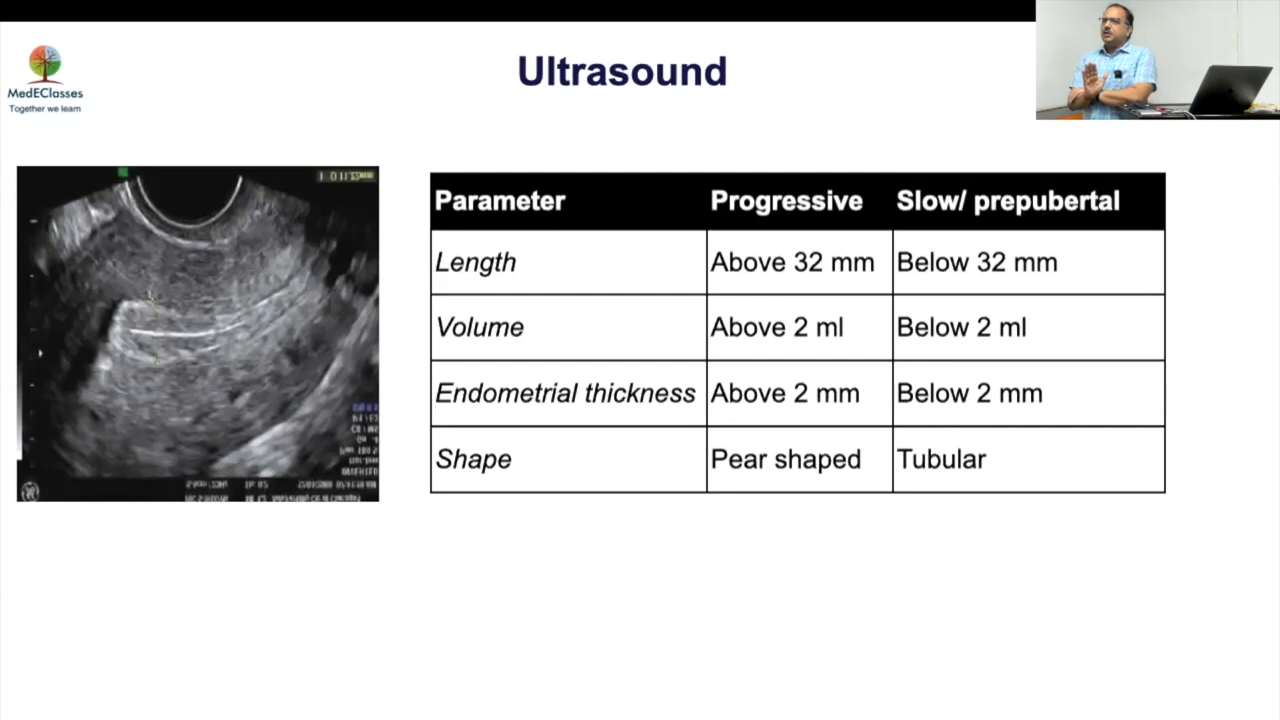 MedEClasses
Together we learn
Ultrasound
Parameter Progressive Slow/ prepubertal
Length Above 32 mm Below 32 mm
Volume Above 2 ml Below 2 ml
Endometrial thickness Above 2 mm Below 2 mm
Shape Pear shaped Tubular